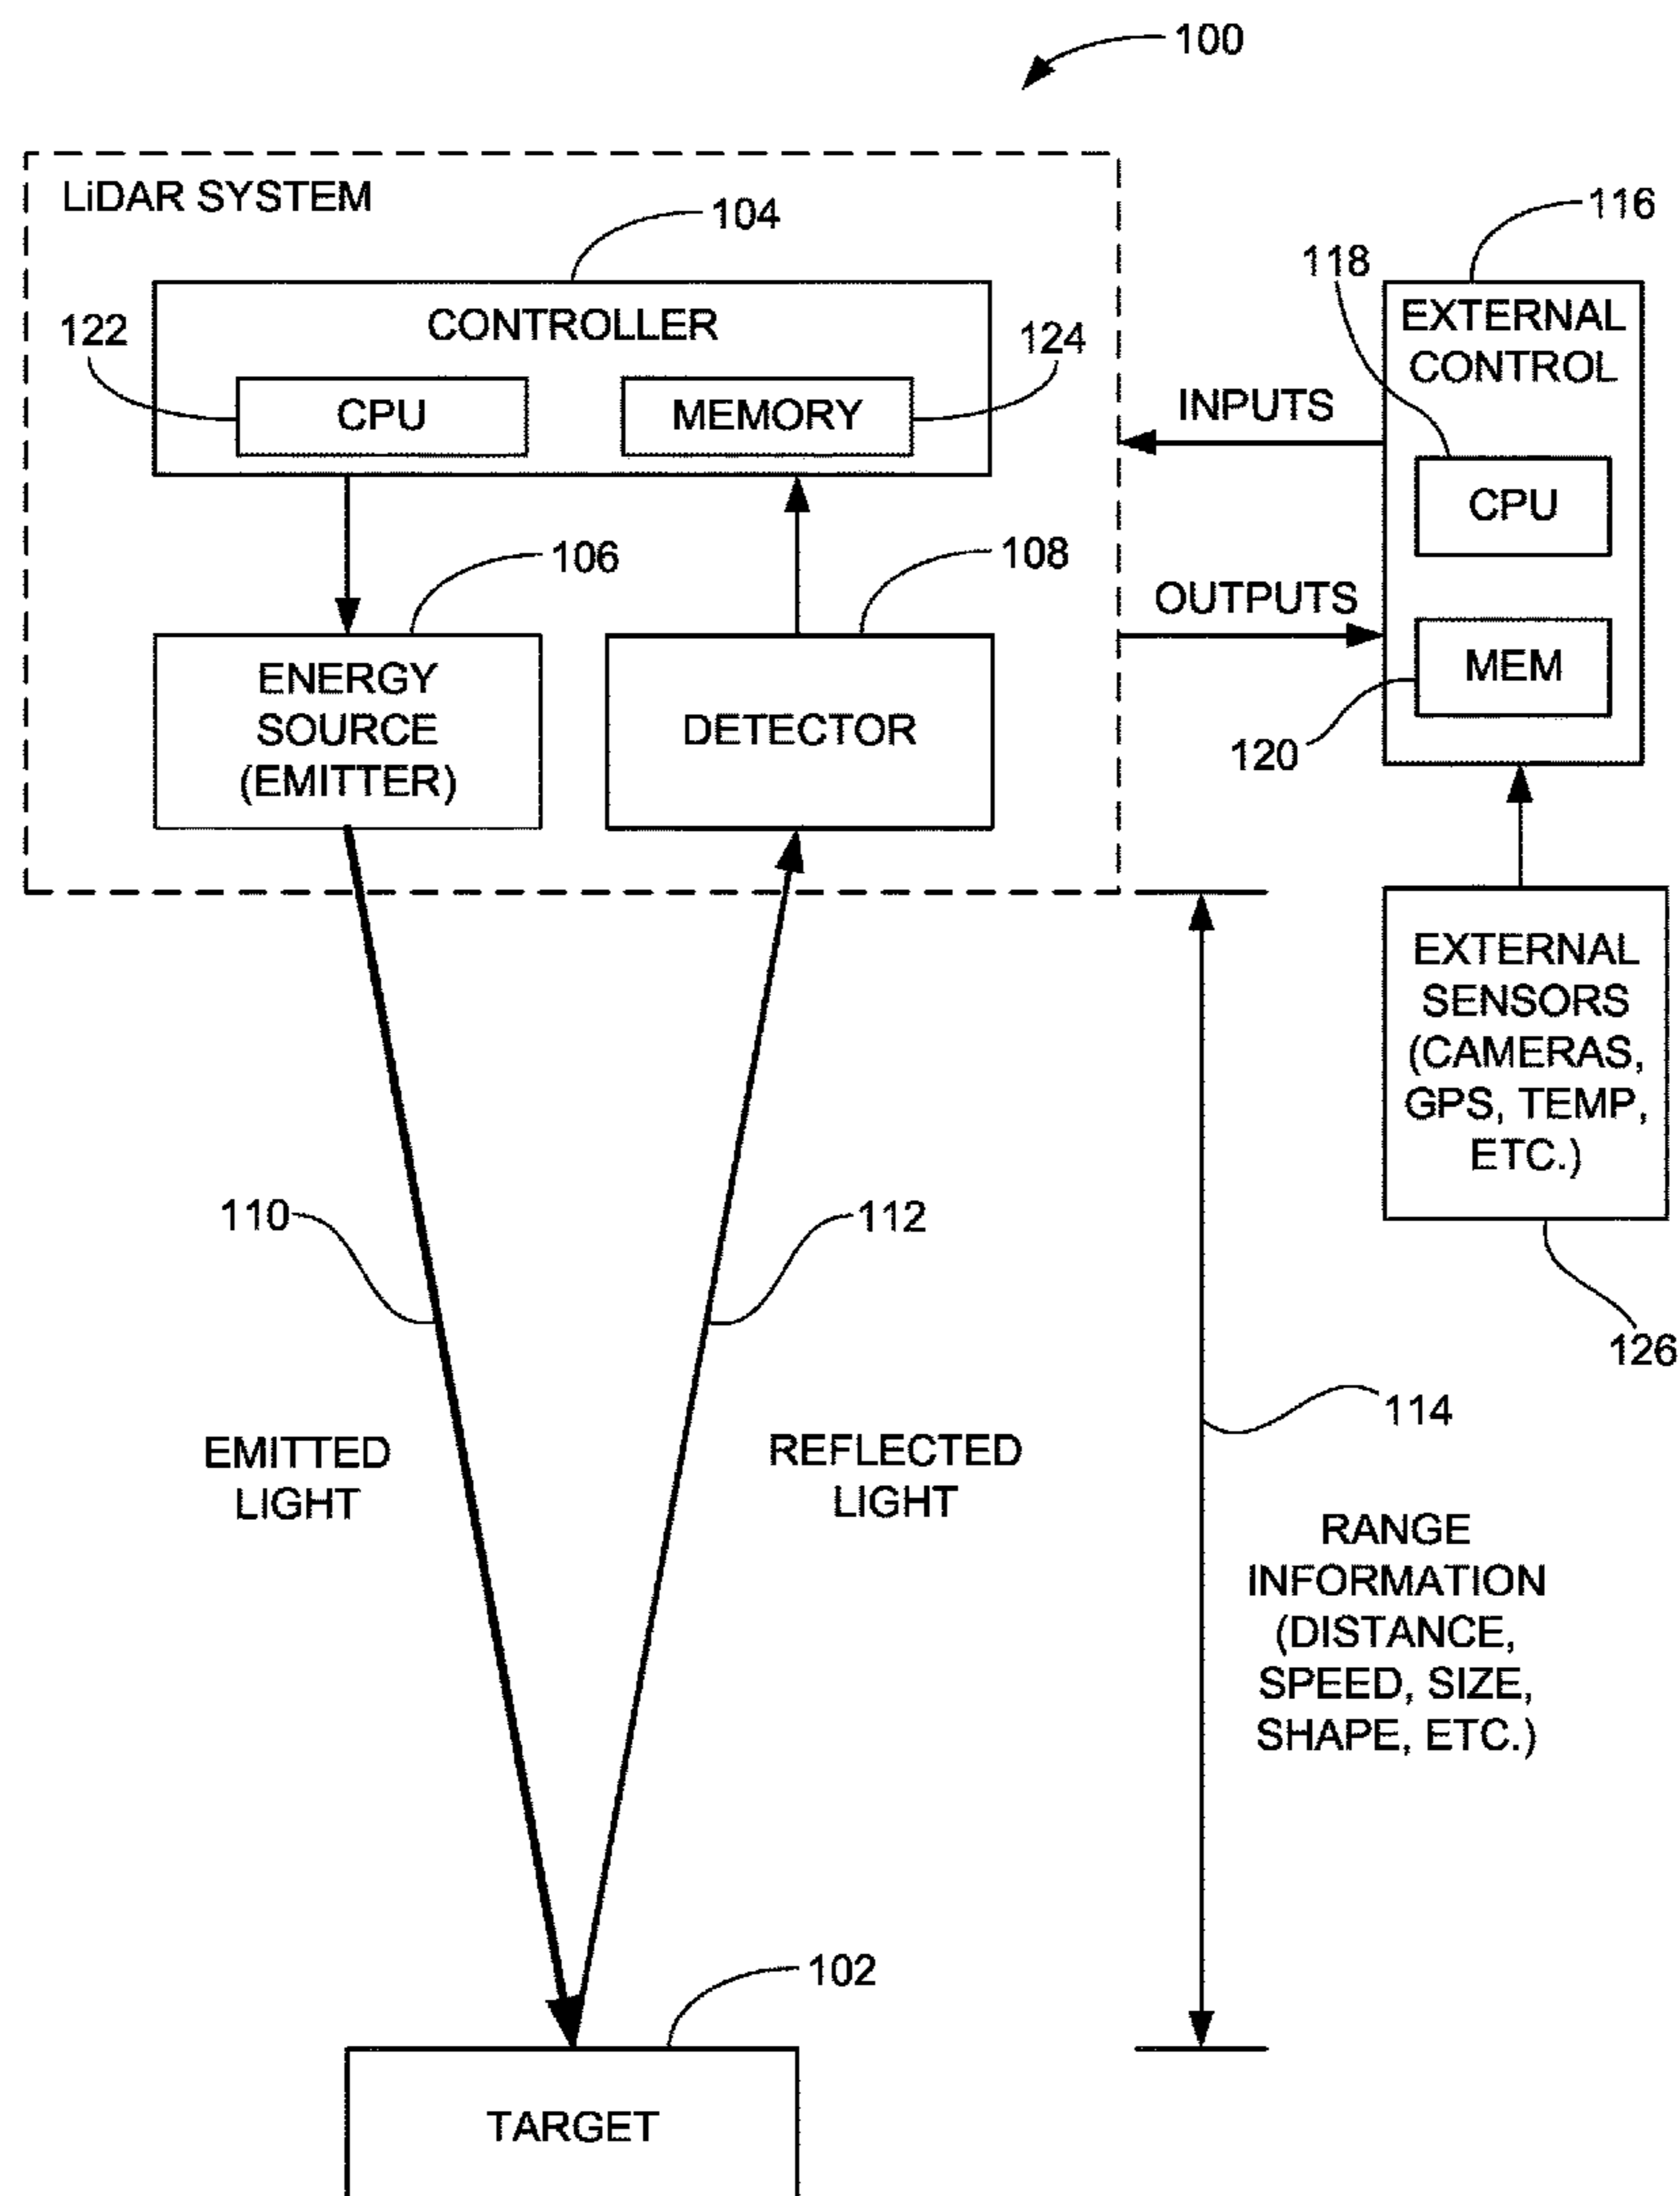 100
LiDAR SYSTEM
104
116
118
CONTROLLER
EXTERNAL
CONTROL
122
124
CPU
MEMORY
INPUTS
CPU
106
108
OUTPUTS
ENERGY
SOURCE
(EMITTER)
DETECTOR
MEM
120
EXTERNAL
SENSORS
(CAMERAS,
GPS, TEMP,
ETC.)
110
112
126
114
EMITTED
LIGHT
REFLECTED
LIGHT
RANGE
INFORMATION
(DISTANCE,
SPEED, SIZE,
SHAPE, ETC.)
102
TARGET